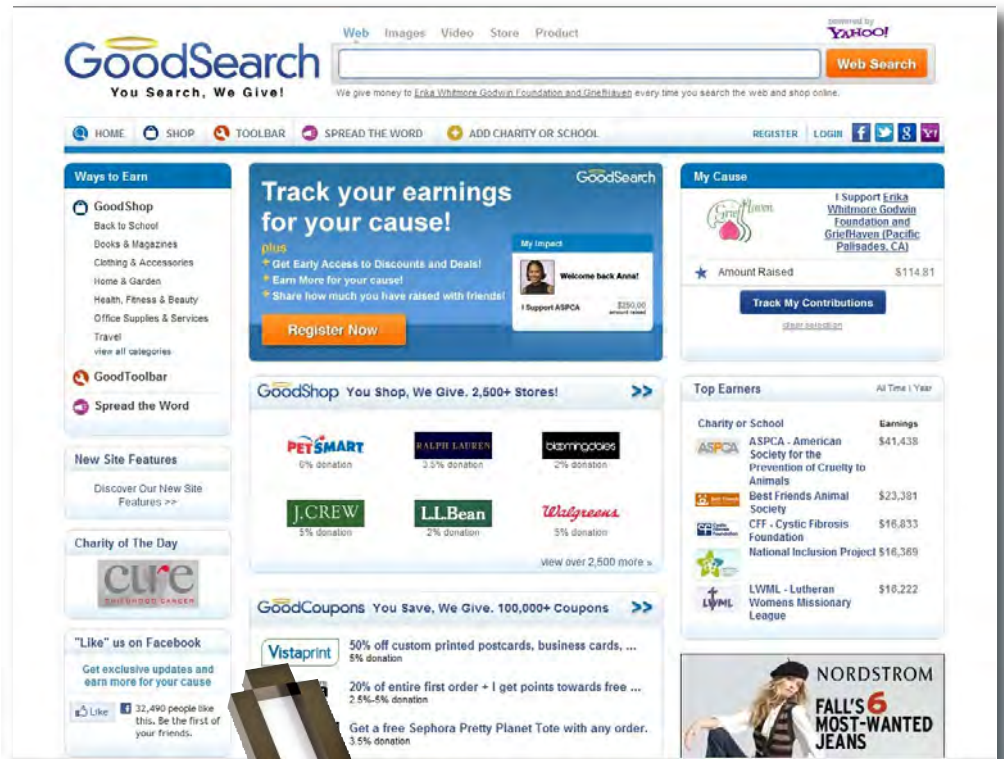 Web Images Video Store Product
powered by
YAHOO!
GoodSearch
You Search, We Give!
Web Search
We give money to Erika Whitmore Godwin Foundation and GriefHaven every time you search the web and shop online.
HOME SHOP TOOLBAR SPREAD THE WORD ADD CHARITY OR SCHOOL REGISTER LOGIN
Ways to Earn
GoodShop
Back to School
Books & Magazines
Clothing & Accessories
Home & Garden
Health, Fitness & Beauty
Office Supplies & Services
Travel
view all categories
GoodToolbar
Spread the Word
New Site Features
Discover Our New Site
Features >>
Charity of The Day
cure
CHILDHOOD CANCER
"Like" us on Facebook
Get exclusive updates and
earn more for your cause
Like
32,490 people like
this. Be the first of
your friends.
GoodSearch
Track your earnings
for your cause!
plus
+ Get Early Access to Discounts and Deals!
+ Earn More for your cause!
+ Share how much you have raised with friends!
Register Now
My Impact
Welcome back Anna!
I Support ASPCA $250.00
amount raised
GoodShop You Shop, We Give. 2,500+ Stores! >>
PETSMART RALPH LAUREN bloomingdales
6% donation 3.5% donation 2% donation
J.CREW L.L.Bean Walgreens
5% donation 2% donation 5% donation
view over 2,500 more »
GoodCoupons You Save, We Give. 100,000+ Coupons >>
Vistaprint
50% off custom printed postcards, business cards, ...
5% donation
20% of entire first order + I get points towards free ...
2.5%-5% donation
Get a free Sephora Pretty Planet Tote with any order.
3.5% donation
My Cause
Grief Haven
I Support Erika
Whitmore Godwin
Foundation and
GriefHaven (Pacific
Palisades, CA)
Amount Raised $114.81
Track My Contributions
clear selection
Top Earners All Time | Year
Charity or School Earnings
ASPCA
ASPCA - American $41,438
Society for the
Prevention of Cruelty to
Animals
Best Friends Animal $23,381
Society
CFF - Cystic Fibrosis $16,833
Foundation
National Inclusion Project $16,369
LWML
LWML - Lutheran $16,222
Womens Missionary
League
NORDSTROM
FALL'S 6
MOST-WANTED
JEANS